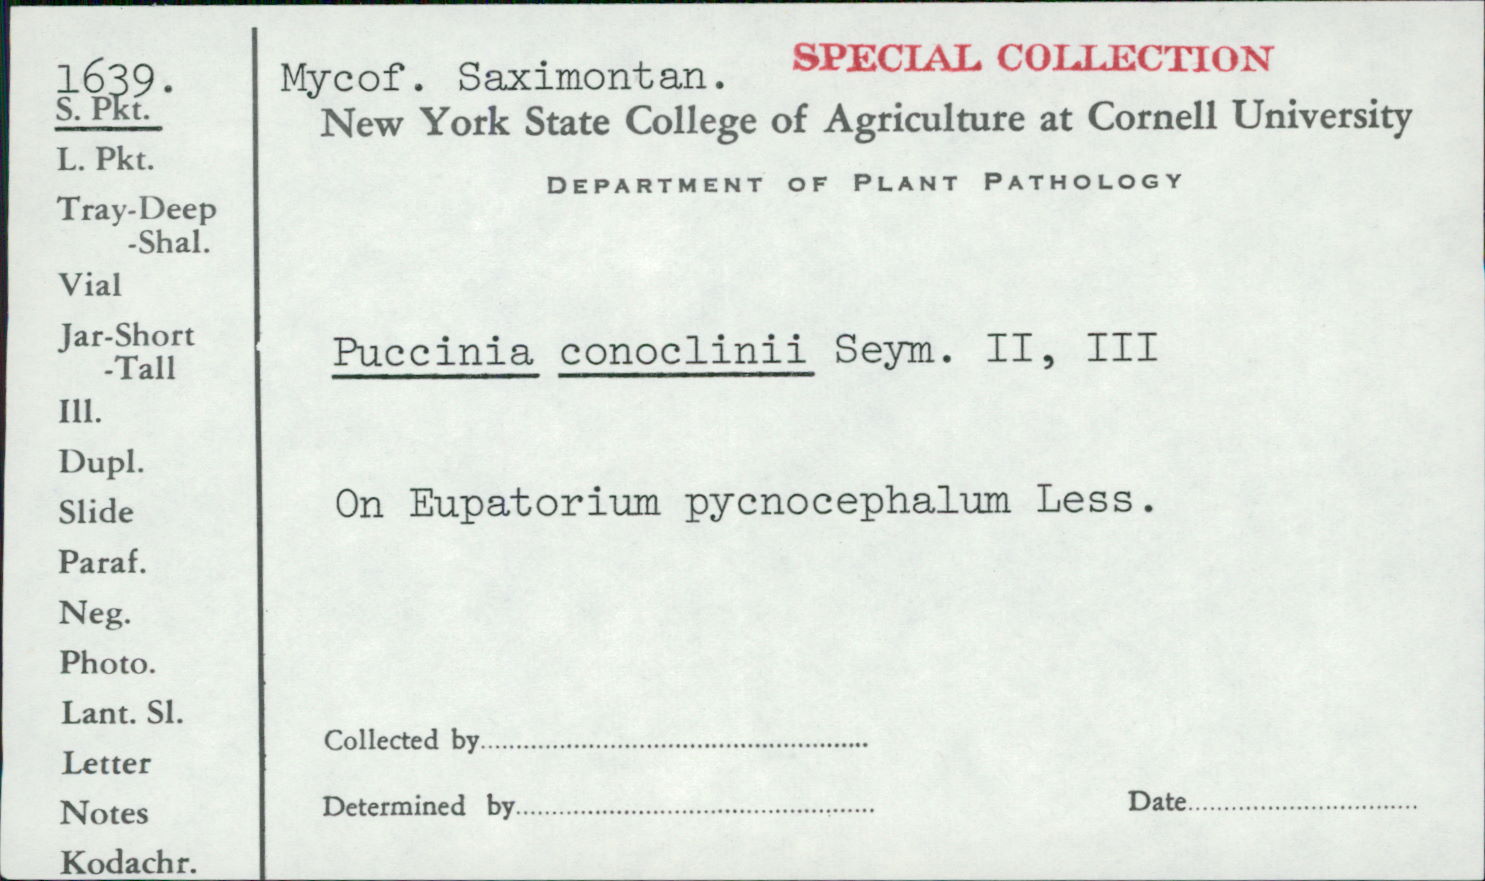 1639.
S. Pkt.
L. Pkt.
Tray-Deep
-Shal.
Vial
Jar-Short
-Tall
Ill.
Dupl.
Slide
Paraf.
Neg.
Photo.
Lant. Sl.
Letter
Notes
Kodachr.
Mycof. Saximontan. SPECIAL COLLECTION
New York State College of Agriculture at Cornell University
DEPARTMENT OF PLANT PATHOLOGY
Puccinia conoclinii Seym. II, III
On Eupatorium pycnocephalum Less.
Collected by
Determined by Date